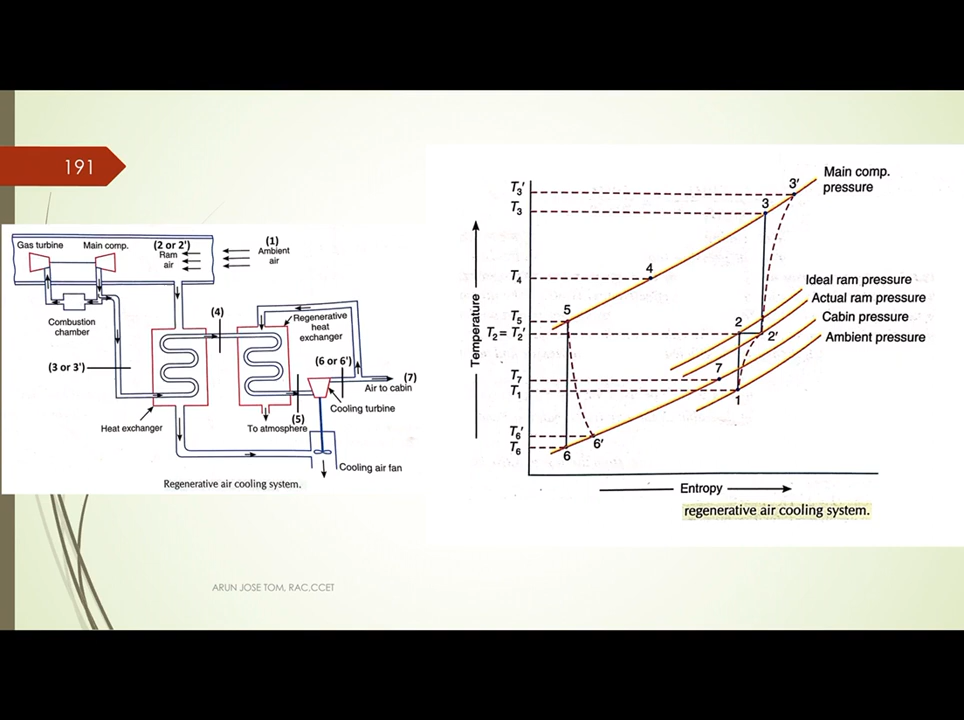 191
Gas turbine
Main comp.
(2 or 2')
Ram
air
(1)
Ambient
air
Combustion
chamber
(4)
Regenerative
heat
exchanger
(3 or 3')
(6 or 6')
(7)
Air to cabin
Cooling turbine
(5)
Heat exchanger
To atmosphere
Cooling air fan
Regenerative air cooling system.
Temperature
T3'
T3
T4
T5
T2 = T2'
T7
T1
T6'
T6
3'
3
4
5
2
2'
7
1
6'
6
Main comp.
pressure
Ideal ram pressure
Actual ram pressure
Cabin pressure
Ambient pressure
Entropy
regenerative air cooling system.
ARUN JOSE TOM, RAC,CCET